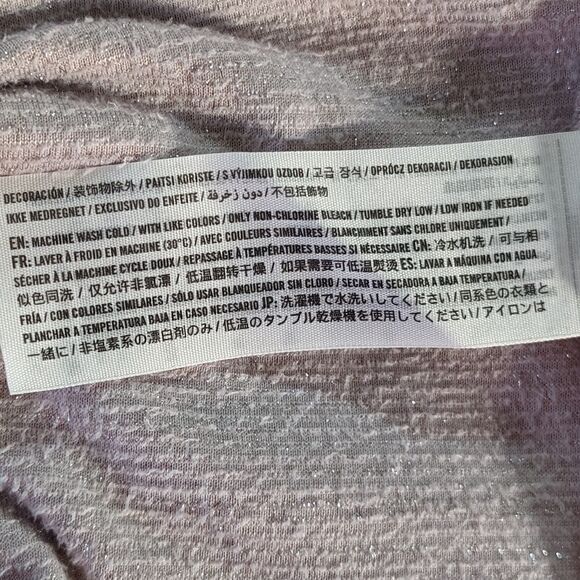 DECORACIÓN / 装饰物除外 / PAITSI KORISTE / S VÝJIMKOU OZDOB / 고급 장식 / OPRÓCZ DEKORACJI / DEKORASJON
IKKE MEDREGNET / EXCLUSIVO DO ENFEITE / دون زخرفة / 不包括飾物
EN: MACHINE WASH COLD / WITH LIKE COLORS / ONLY NON-CHLORINE BLEACH / TUMBLE DRY LOW / LOW IRON IF NEEDED
FR: LAVER À FROID EN MACHINE (30°C) / AVEC COULEURS SIMILAIRES / BLANCHIMENT SANS CHLORE UNIQUEMENT /
SÉCHER À LA MACHINE CYCLE DOUX / REPASSAGE À TEMPÉRATURES BASSES SI NÉCESSAIRE CN: 冷水机洗 / 可与相
似色同洗 / 仅允许非氯漂 / 低温翻转干燥 / 如果需要可低温熨烫 ES: LAVAR A MÁQUINA CON AGUA
FRÍA / CON COLORES SIMILARES / SÓLO USAR BLANQUEADOR SIN CLORO / SECAR EN SECADORA A BAJA TEMPERATURA /
PLANCHAR A TEMPERATURA BAJA EN CASO NECESARIO JP: 洗濯機で水洗いしてください / 同系色の衣類と
一緒に / 非塩素系の漂白剤のみ / 低温のタンブル乾燥機を使用してください / アイロンは